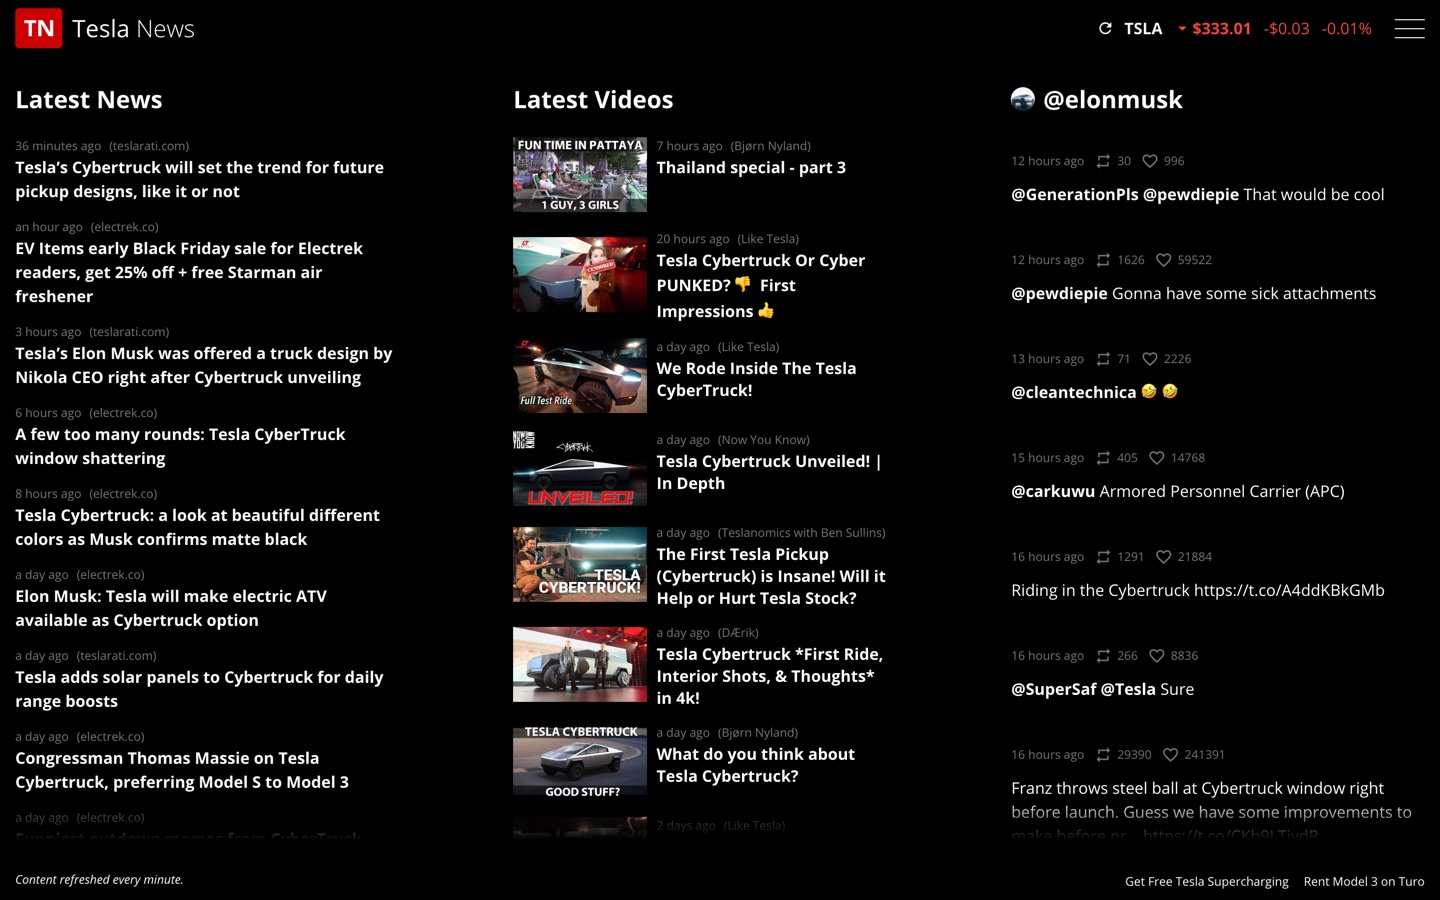 TN Tesla News
TSLA $333.01 -$0.03 -0.01%
Latest News
36 minutes ago (teslarati.com)
Tesla’s Cybertruck will set the trend for future
pickup designs, like it or not
an hour ago (electrek.co)
EV Items early Black Friday sale for Electrek
readers, get 25% off + free Starman air
freshener
3 hours ago (teslarati.com)
Tesla’s Elon Musk was offered a truck design by
Nikola CEO right after Cybertruck unveiling
6 hours ago (electrek.co)
A few too many rounds: Tesla CyberTruck
window shattering
8 hours ago (electrek.co)
Tesla Cybertruck: a look at beautiful different
colors as Musk confirms matte black
a day ago (electrek.co)
Elon Musk: Tesla will make electric ATV
available as Cybertruck option
a day ago (teslarati.com)
Tesla adds solar panels to Cybertruck for daily
range boosts
a day ago (electrek.co)
Congressman Thomas Massie on Tesla
Cybertruck, preferring Model S to Model 3
a day ago (electrek.co)
Funniest putdown memes from CyberTruck
Latest Videos
FUN TIME IN PATTAYA
1 GUY, 3 GIRLS
7 hours ago (Bjørn Nyland)
Thailand special - part 3
CENSORED
20 hours ago (Like Tesla)
Tesla Cybertruck Or Cyber
PUNKED? 👎 First
Impressions 👍
Full Test Ride
a day ago (Like Tesla)
We Rode Inside The Tesla
CyberTruck!
NOW YOU KNOW
CYBERTRUCK
UNVEILED!
a day ago (Now You Know)
Tesla Cybertruck Unveiled! |
In Depth
TESLA
CYBERTRUCK!
a day ago (Teslanomics with Ben Sullins)
The First Tesla Pickup
(Cybertruck) is Insane! Will it
Help or Hurt Tesla Stock?
a day ago (DÆrik)
Tesla Cybertruck *First Ride,
Interior Shots, & Thoughts*
in 4k!
TESLA CYBERTRUCK
GOOD STUFF?
a day ago (Bjørn Nyland)
What do you think about
Tesla Cybertruck?
2 days ago (Like Tesla)
@elonmusk
12 hours ago 30 996
@GenerationPls @pewdiepie That would be cool
12 hours ago 1626 59522
@pewdiepie Gonna have some sick attachments
13 hours ago 71 2226
@cleantechnica 🤣 🤣
15 hours ago 405 14768
@carkuwu Armored Personnel Carrier (APC)
16 hours ago 1291 21884
Riding in the Cybertruck https://t.co/A4ddKBkGMb
16 hours ago 266 8836
@SuperSaf @Tesla Sure
16 hours ago 29390 241391
Franz throws steel ball at Cybertruck window right
before launch. Guess we have some improvements to
make before pr…
Content refreshed every minute.
Get Free Tesla Supercharging Rent Model 3 on Turo